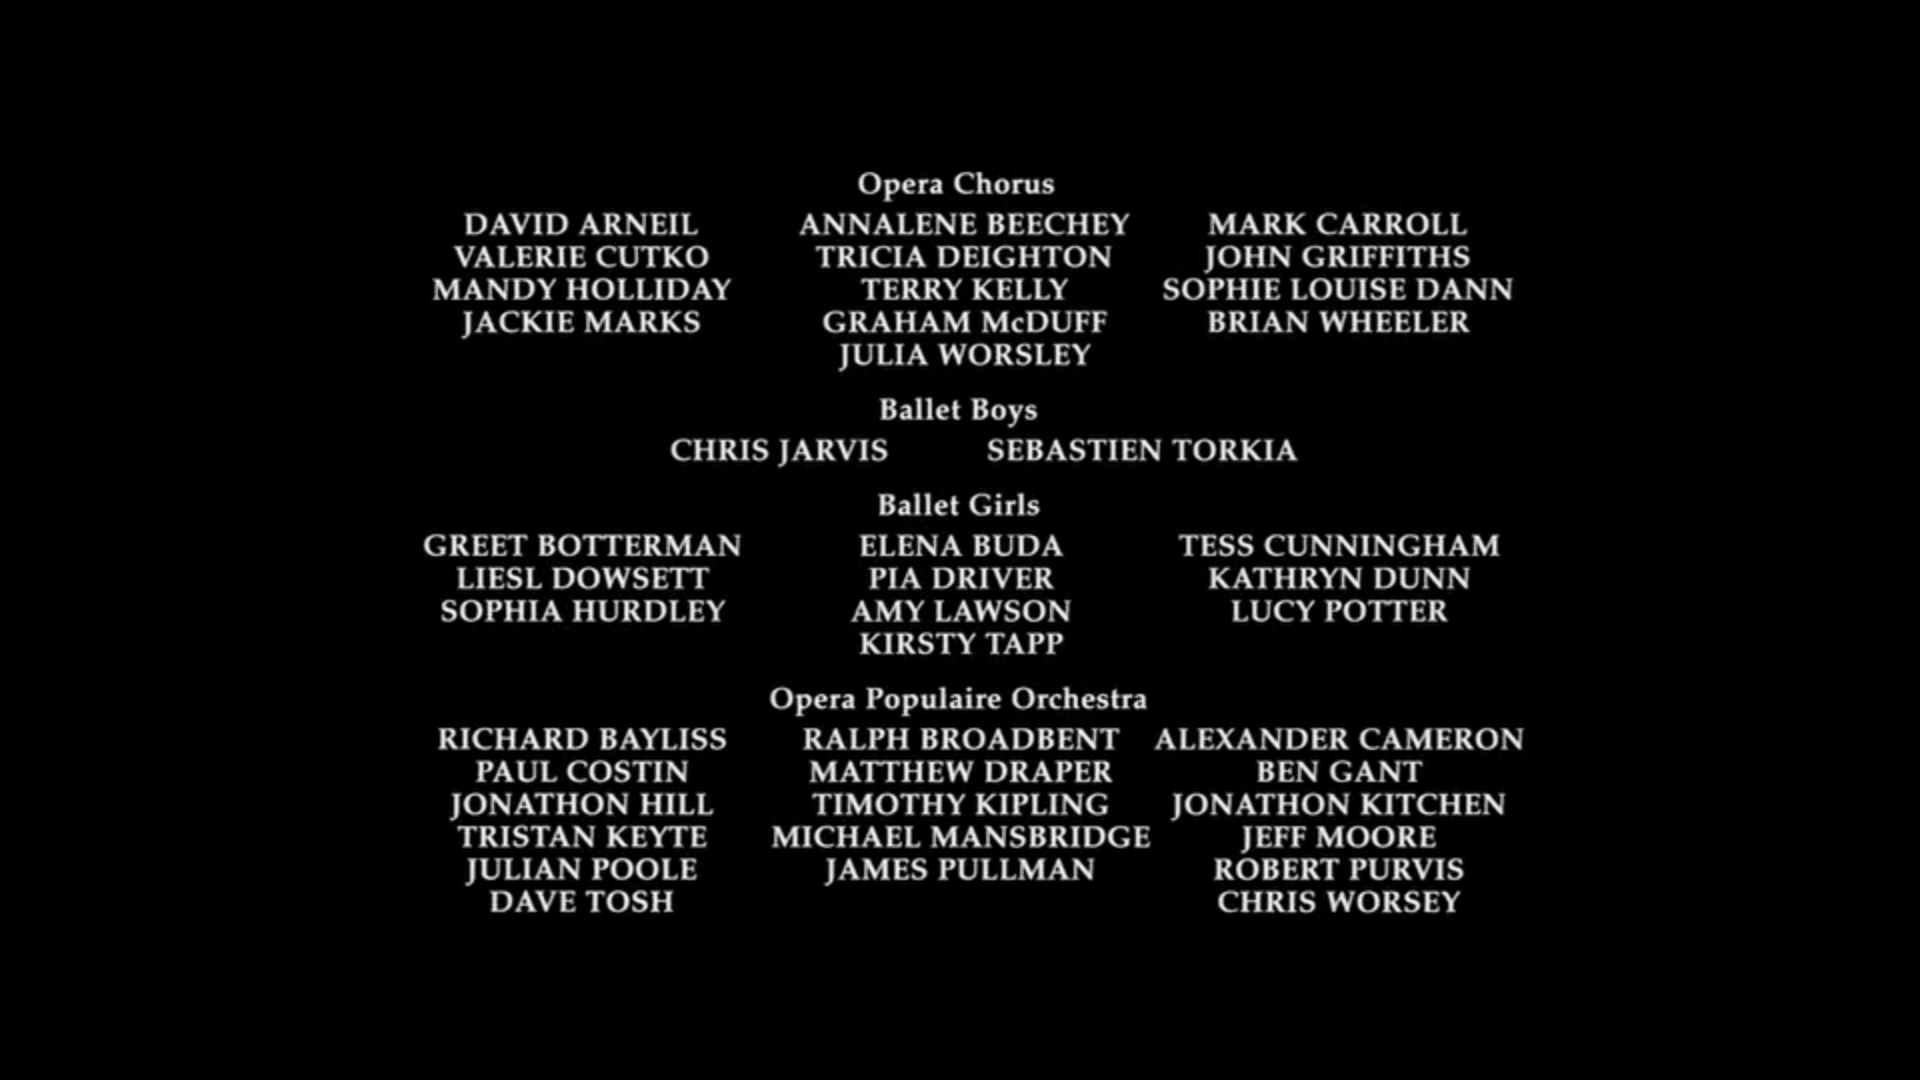 Opera Chorus
DAVID ARNEIL ANNALENE BEECHEY MARK CARROLL
VALERIE CUTKO TRICIA DEIGHTON JOHN GRIFFITHS
MANDY HOLLIDAY TERRY KELLY SOPHIE LOUISE DANN
JACKIE MARKS GRAHAM McDUFF BRIAN WHEELER
JULIA WORSLEY
Ballet Boys
CHRIS JARVIS SEBASTIEN TORKIA
Ballet Girls
GREET BOTTERMAN ELENA BUDA TESS CUNNINGHAM
LIESL DOWSETT PIA DRIVER KATHRYN DUNN
SOPHIA HURDLEY AMY LAWSON LUCY POTTER
KIRSTY TAPP
Opera Populaire Orchestra
RICHARD BAYLISS RALPH BROADBENT ALEXANDER CAMERON
PAUL COSTIN MATTHEW DRAPER BEN GANT
JONATHON HILL TIMOTHY KIPLING JONATHON KITCHEN
TRISTAN KEYTE MICHAEL MANSBRIDGE JEFF MOORE
JULIAN POOLE JAMES PULLMAN ROBERT PURVIS
DAVE TOSH CHRIS WORSEY